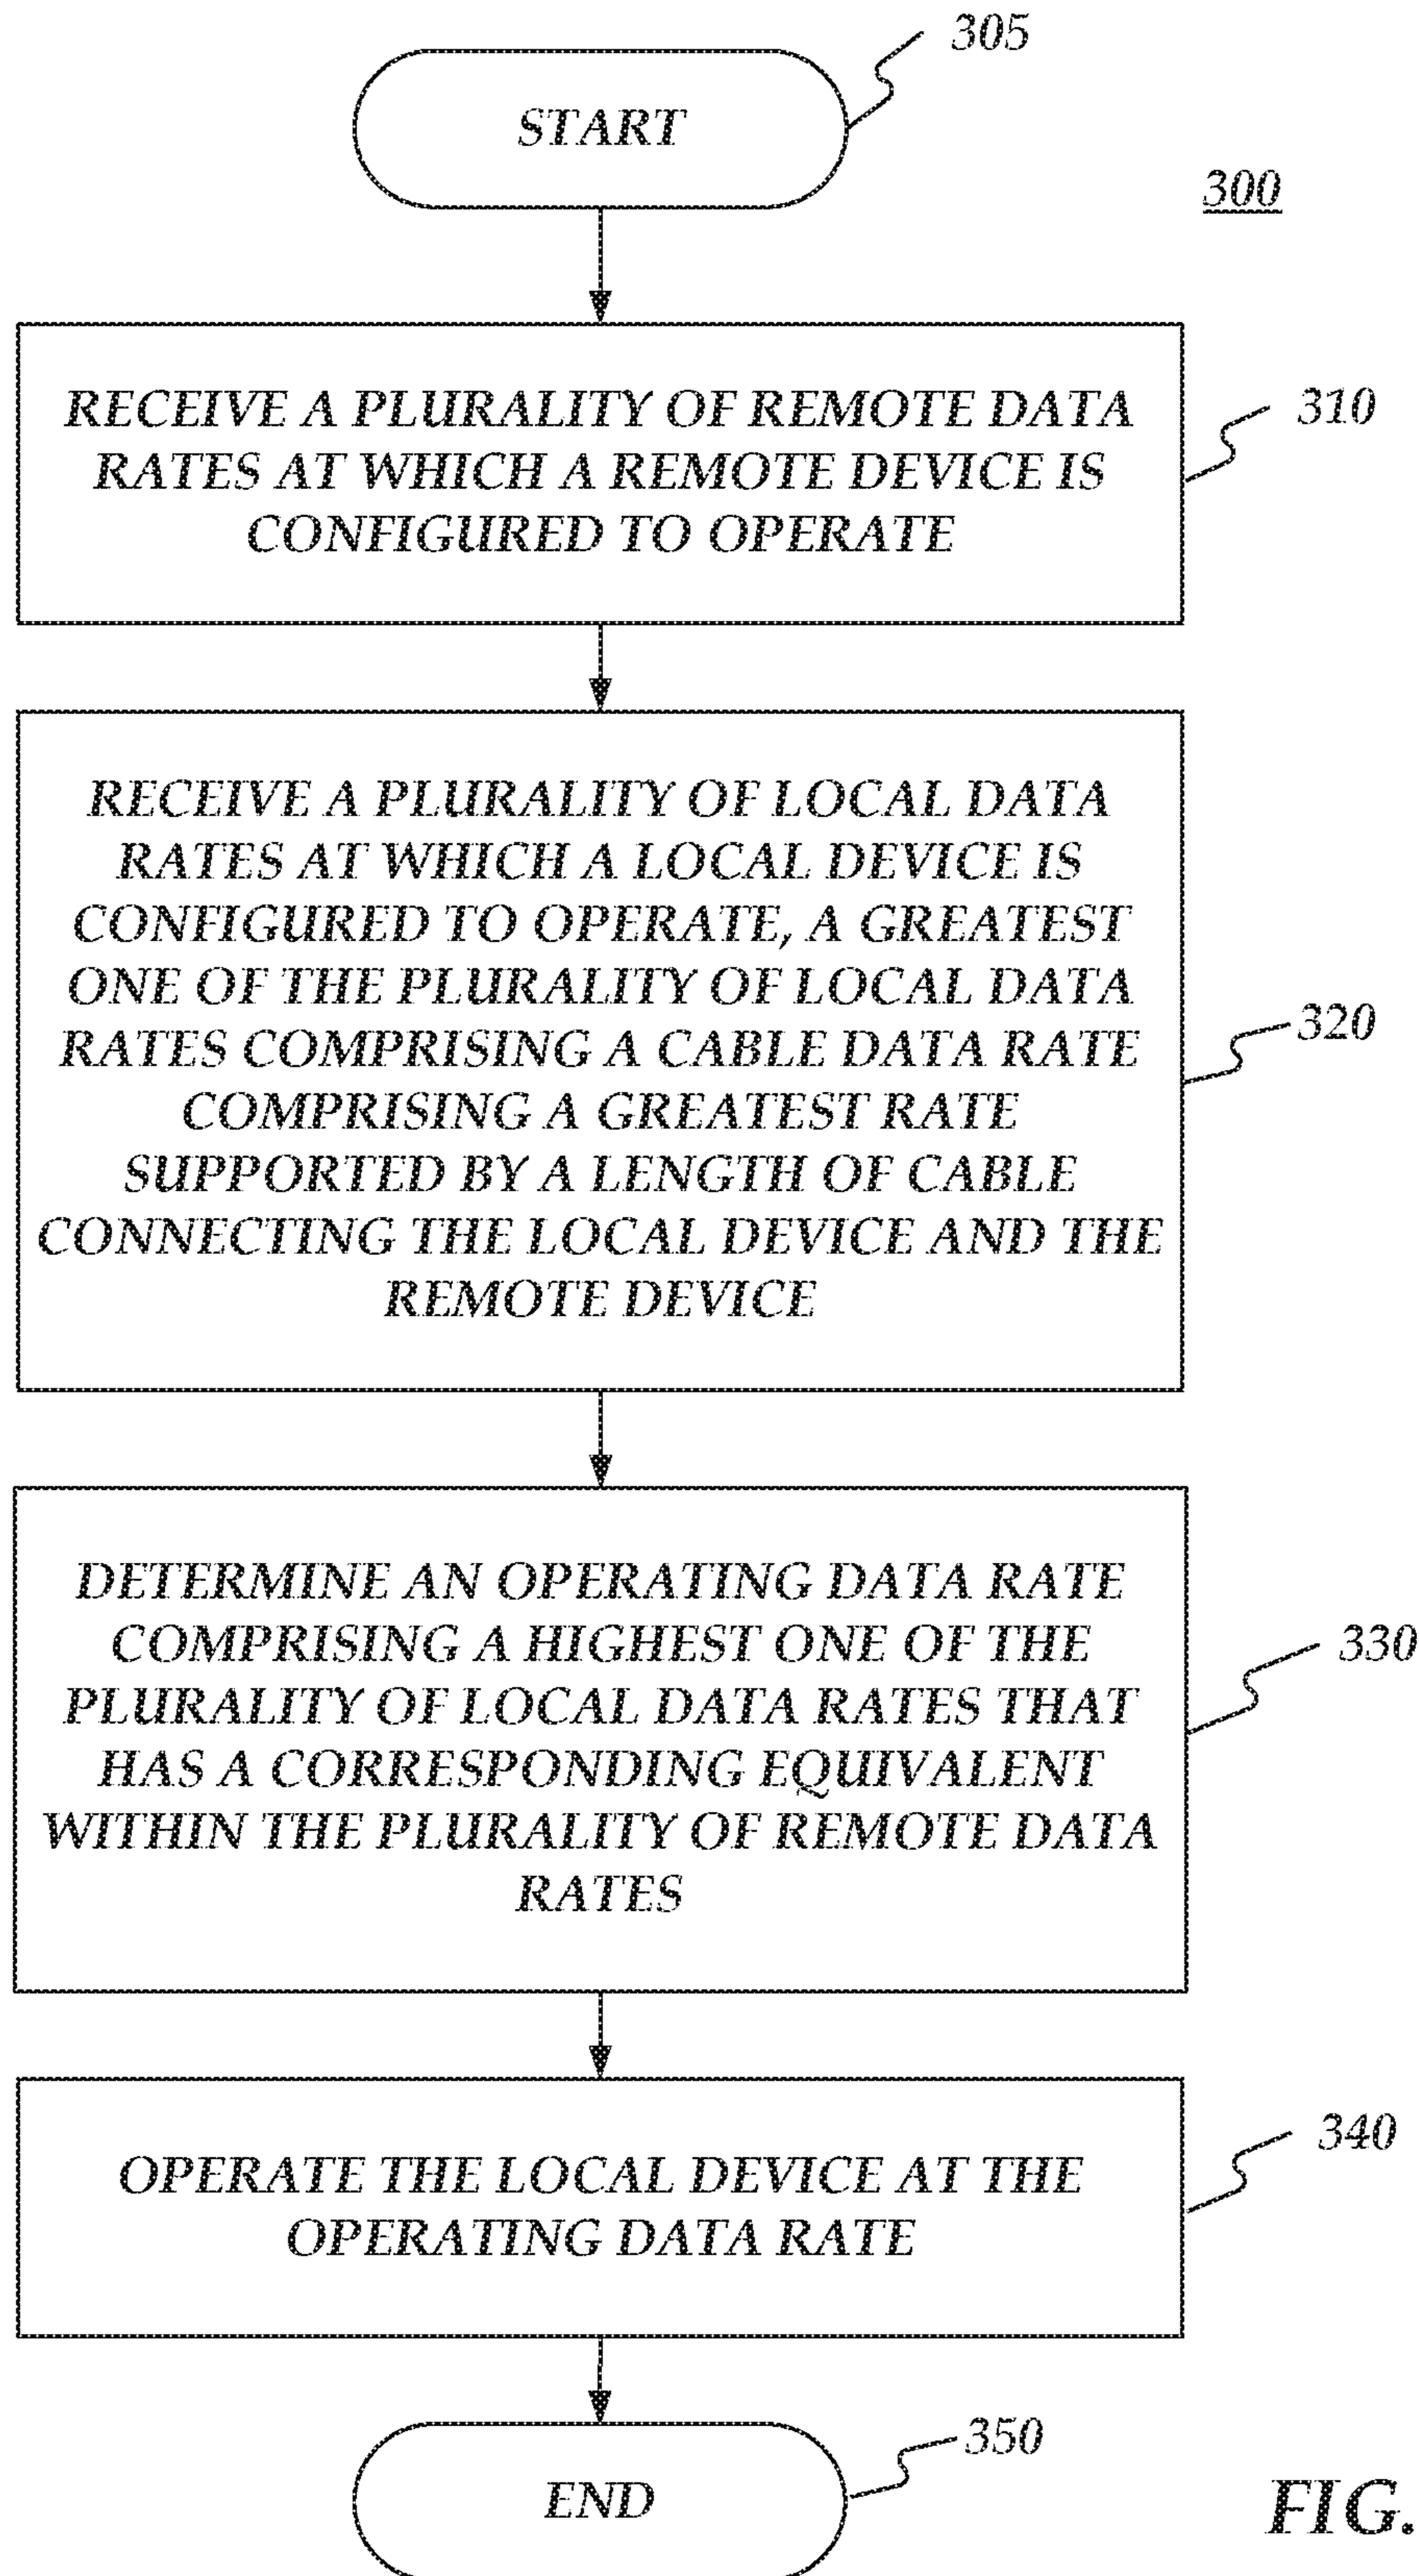 305
START
300
RECEIVE A PLURALITY OF REMOTE DATA
RATES AT WHICH A REMOTE DEVICE IS
CONFIGURED TO OPERATE
310
RECEIVE A PLURALITY OF LOCAL DATA
RATES AT WHICH A LOCAL DEVICE IS
CONFIGURED TO OPERATE, A GREATEST
ONE OF THE PLURALITY OF LOCAL DATA
RATES COMPRISING A CABLE DATA RATE
COMPRISING A GREATEST RATE
SUPPORTED BY A LENGTH OF CABLE
CONNECTING THE LOCAL DEVICE AND THE
REMOTE DEVICE
320
DETERMINE AN OPERATING DATA RATE
COMPRISING A HIGHEST ONE OF THE
PLURALITY OF LOCAL DATA RATES THAT
HAS A CORRESPONDING EQUIVALENT
WITHIN THE PLURALITY OF REMOTE DATA
RATES
330
OPERATE THE LOCAL DEVICE AT THE
OPERATING DATA RATE
340
END
350
FIG.